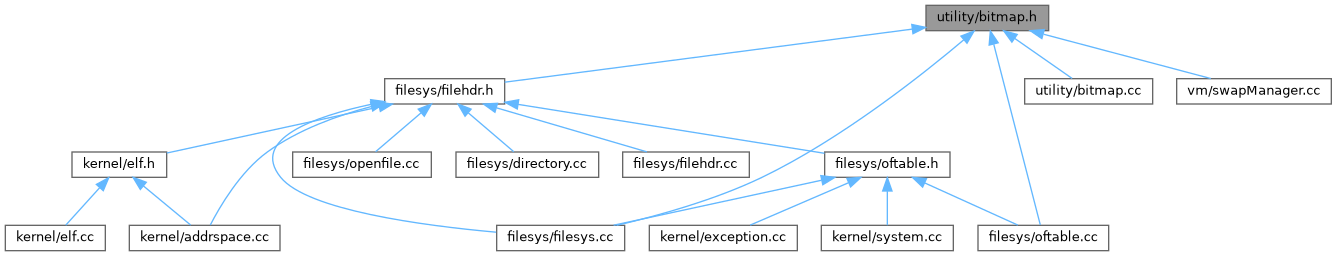 utility/bitmap.h
filesys/filehdr.h
utility/bitmap.cc
vm/swapManager.cc
kernel/elf.h
filesys/openfile.cc
filesys/directory.cc
filesys/filehdr.cc
filesys/oftable.h
kernel/elf.cc
kernel/addrspace.cc
filesys/filesys.cc
kernel/exception.cc
kernel/system.cc
filesys/oftable.cc